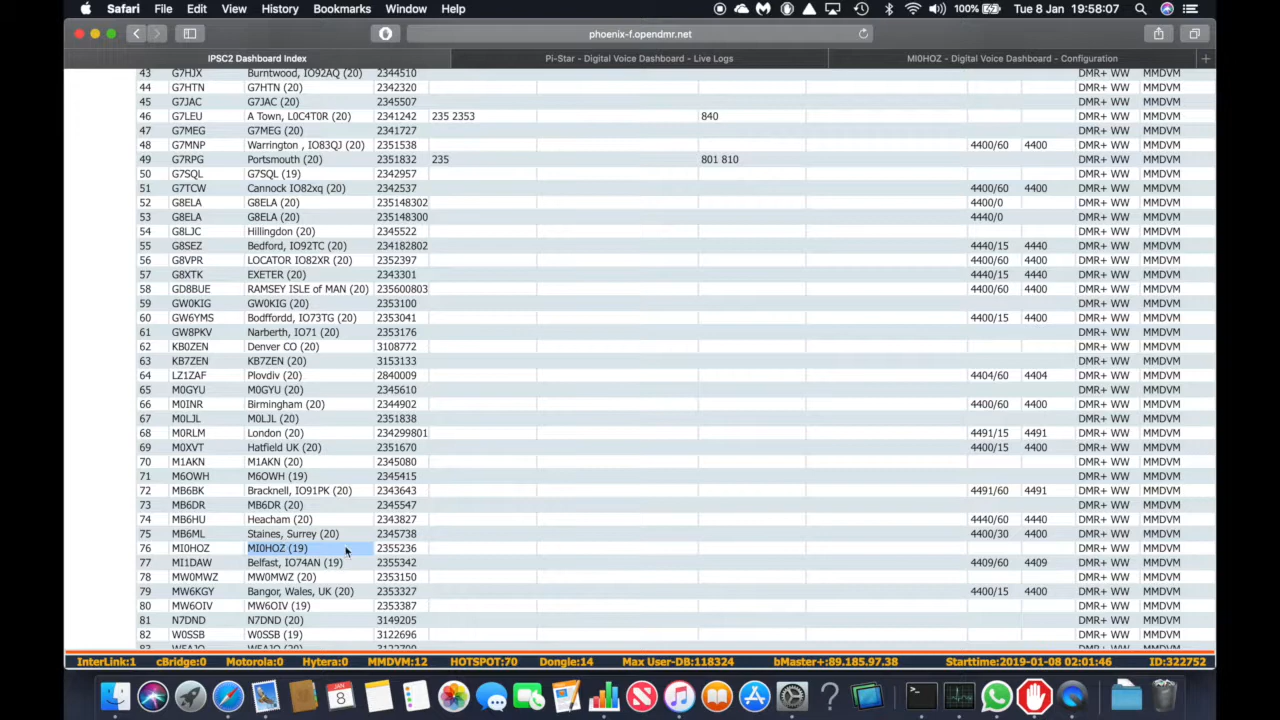 Safari File Edit View History Bookmarks Window Help 100% Tue 8 Jan 19:58:07
phoenix-f.opendmr.net
IPSC2 Dashboard Index Pi-Star - Digital Voice Dashboard - Live Logs MI0HOZ - Digital Voice Dashboard - Configuration
43 G7HJX Burntwood, IO92AQ (20) 2344510 DMR+ WW MMDVM
44 G7HTN G7HTN (20) 2342320 DMR+ WW MMDVM
45 G7JAC G7JAC (20) 2345507 DMR+ WW MMDVM
46 G7LEU A Town, L0C4T0R (20) 2341242 235 2353 840 DMR+ WW MMDVM
47 G7MEG G7MEG (20) 2341727 DMR+ WW MMDVM
48 G7MNP Warrington , IO83QJ (20) 2351538 4400/60 4400 DMR+ WW MMDVM
49 G7RPG Portsmouth (20) 2351832 235 801 810 DMR+ WW MMDVM
50 G7SQL G7SQL (19) 2342957 DMR+ WW MMDVM
51 G7TCW Cannock IO82xq (20) 2342537 4400/60 4400 DMR+ WW MMDVM
52 G8ELA G8ELA (20) 235148302 4400/0 DMR+ WW MMDVM
53 G8ELA G8ELA (20) 235148300 4440/0 DMR+ WW MMDVM
54 G8LJC Hillingdon (20) 2345522 DMR+ WW MMDVM
55 G8SEZ Bedford, IO92TC (20) 234182802 4440/15 4440 DMR+ WW MMDVM
56 G8VPR LOCATOR IO82XR (20) 2352397 4400/60 4400 DMR+ WW MMDVM
57 G8XTK EXETER (20) 2343301 4440/15 4440 DMR+ WW MMDVM
58 GD8BUE RAMSEY ISLE of MAN (20) 235600803 4400/60 4400 DMR+ WW MMDVM
59 GW0KIG GW0KIG (20) 2353100 DMR+ WW MMDVM
60 GW6YMS Bodffordd, IO73TG (20) 2353041 4400/15 4400 DMR+ WW MMDVM
61 GW8PKV Narberth, IO71 (20) 2353176 DMR+ WW MMDVM
62 KB0ZEN Denver CO (20) 3108772 DMR+ WW MMDVM
63 KB7ZEN KB7ZEN (20) 3153133 DMR+ WW MMDVM
64 LZ1ZAF Plovdiv (20) 2840009 4404/60 4404 DMR+ WW MMDVM
65 M0GYU M0GYU (20) 2345610 DMR+ WW MMDVM
66 M0INR Birmingham (20) 2344902 4400/60 4400 DMR+ WW MMDVM
67 M0LJL M0LJL (20) 2351838 DMR+ WW MMDVM
68 M0RLM London (20) 234299801 4491/15 4491 DMR+ WW MMDVM
69 M0XVT Hatfield UK (20) 2351670 4400/15 4400 DMR+ WW MMDVM
70 M1AKN M1AKN (20) 2345080 DMR+ WW MMDVM
71 M6OWH M6OWH (19) 2345415 DMR+ WW MMDVM
72 MB6BK Bracknell, IO91PK (20) 2343643 4491/60 4491 DMR+ WW MMDVM
73 MB6DR MB6DR (20) 2345547 DMR+ WW MMDVM
74 MB6HU Heacham (20) 2343827 4440/60 4440 DMR+ WW MMDVM
75 MB6ML Staines, Surrey (20) 2345738 4400/30 4400 DMR+ WW MMDVM
76 MI0HOZ MI0HOZ (19) 2355236 DMR+ WW MMDVM
77 MI1DAW Belfast, IO74AN (19) 2355342 4409/60 4409 DMR+ WW MMDVM
78 MW0MWZ MW0MWZ (20) 2353150 DMR+ WW MMDVM
79 MW6KGY Bangor, Wales, UK (20) 2353327 4400/15 4400 DMR+ WW MMDVM
80 MW6OIV MW6OIV (19) 2353387 DMR+ WW MMDVM
81 N7DND N7DND (20) 3149205 DMR+ WW MMDVM
82 W0SSB W0SSB (19) 3122696 DMR+ WW MMDVM
InterLink:1 cBridge:0 Motorola:0 Hytera:0 MMDVM:12 HOTSPOT:70 Dongle:14 Max User-DB:118324 bMaster+:89.185.97.38 Starttime:2019-01-08 02:01:46 ID:322752